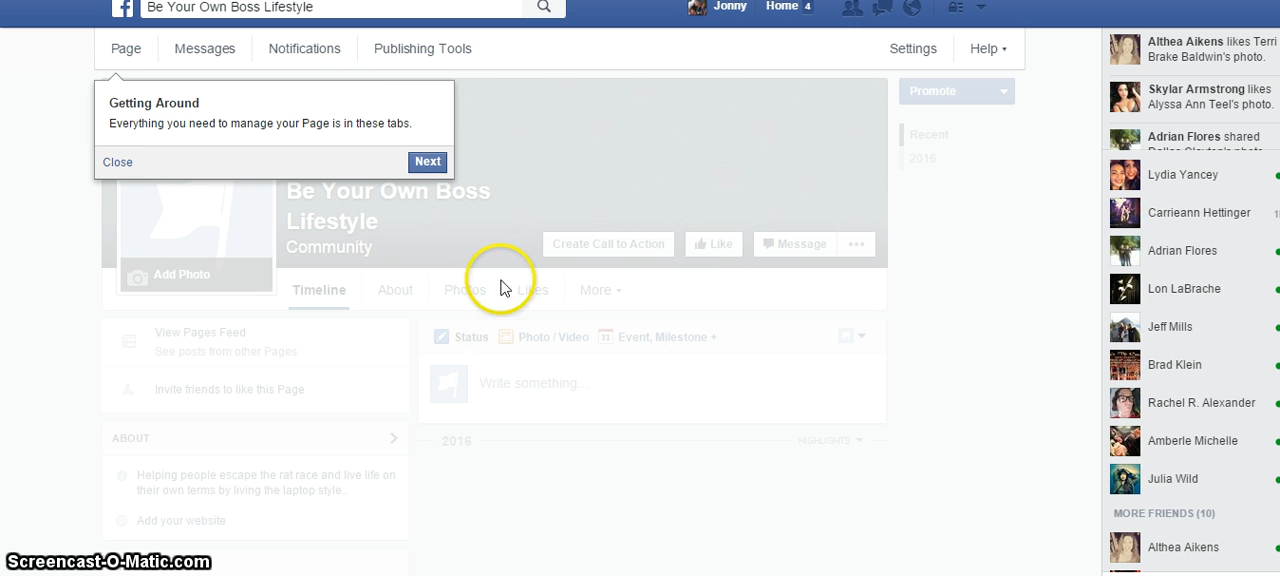 Be Your Own Boss Lifestyle
Jonny
Home 4
Page
Messages
Notifications
Publishing Tools
Settings
Help
Getting Around
Everything you need to manage your Page is in these tabs.
Close
Next
Promote
Recent
2016
Be Your Own Boss
Lifestyle
Community
Add Photo
Create Call to Action
Like
Message
Timeline
About
Photos
Likes
More
View Pages Feed
See posts from other Pages
Invite friends to like this Page
Status
Photo / Video
31
Event, Milestone +
Write something...
ABOUT
2016
HIGHLIGHTS
Helping people escape the rat race and live life on
their own terms by living the laptop style..
Add your website
Althea Aikens likes Terri
Brake Baldwin's photo.
Skylar Armstrong likes
Alyssa Ann Teel's photo.
Adrian Flores shared
Lydia Yancey
Carrieann Hettinger
Adrian Flores
Lon LaBrache
Jeff Mills
Brad Klein
Rachel R. Alexander
Amberle Michelle
Julia Wild
MORE FRIENDS (10)
Althea Aikens
Screencast-O-Matic.com